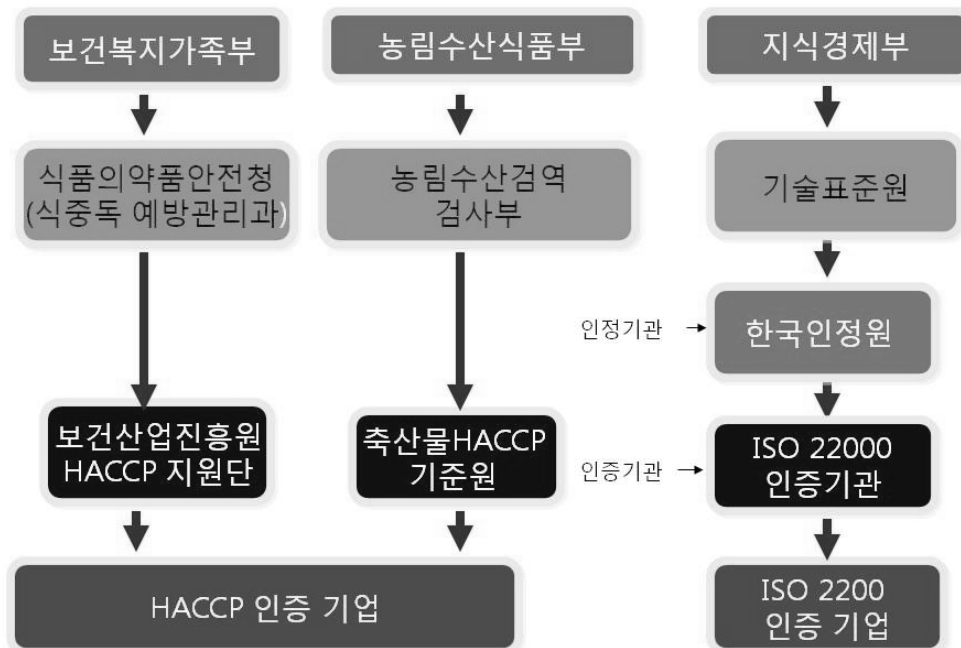 보건복지가족부
농림수산식품부
지식경제부
식품의약품안전청
(식중독 예방관리과)
농림수산검역
검사부
기술표준원
인정기관
한국인정원
보건산업진흥원
HACCP 지원단
축산물HACCP
기준원
인증기관
ISO 22000
인증기관
HACCP 인증 기업
ISO 2200
인증 기업